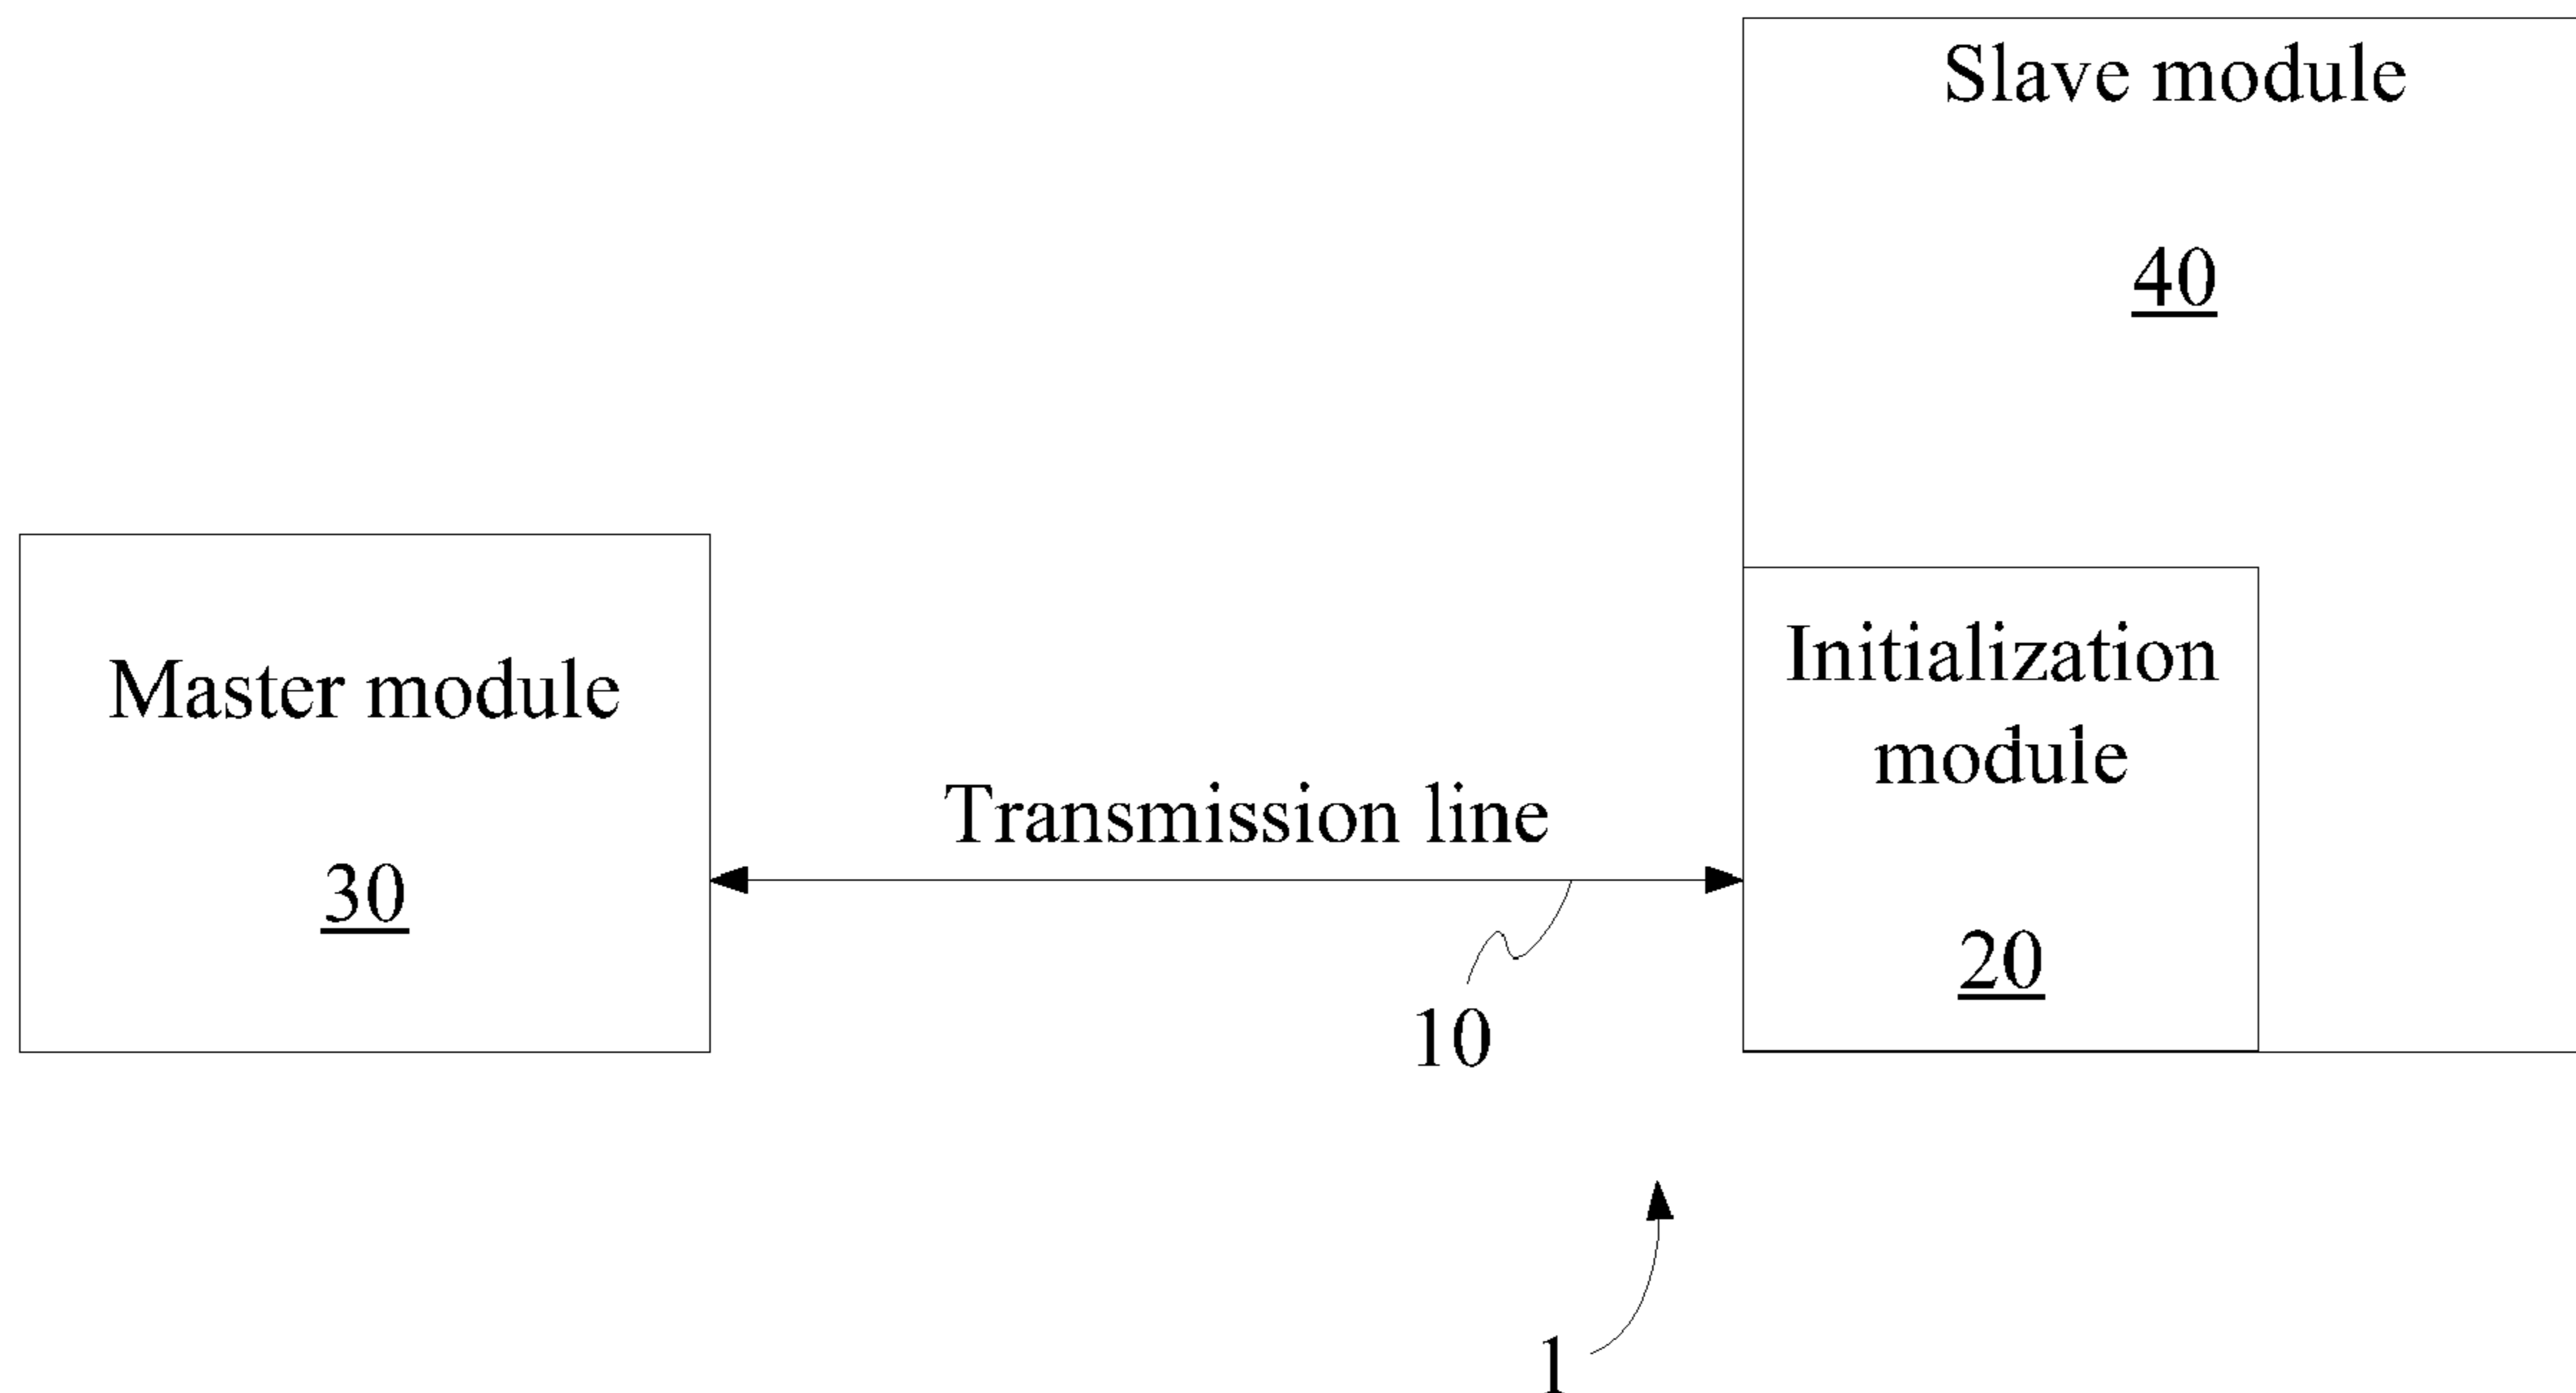 Slave module
40
Master module
30
Transmission line
10
Initialization
module
20
1